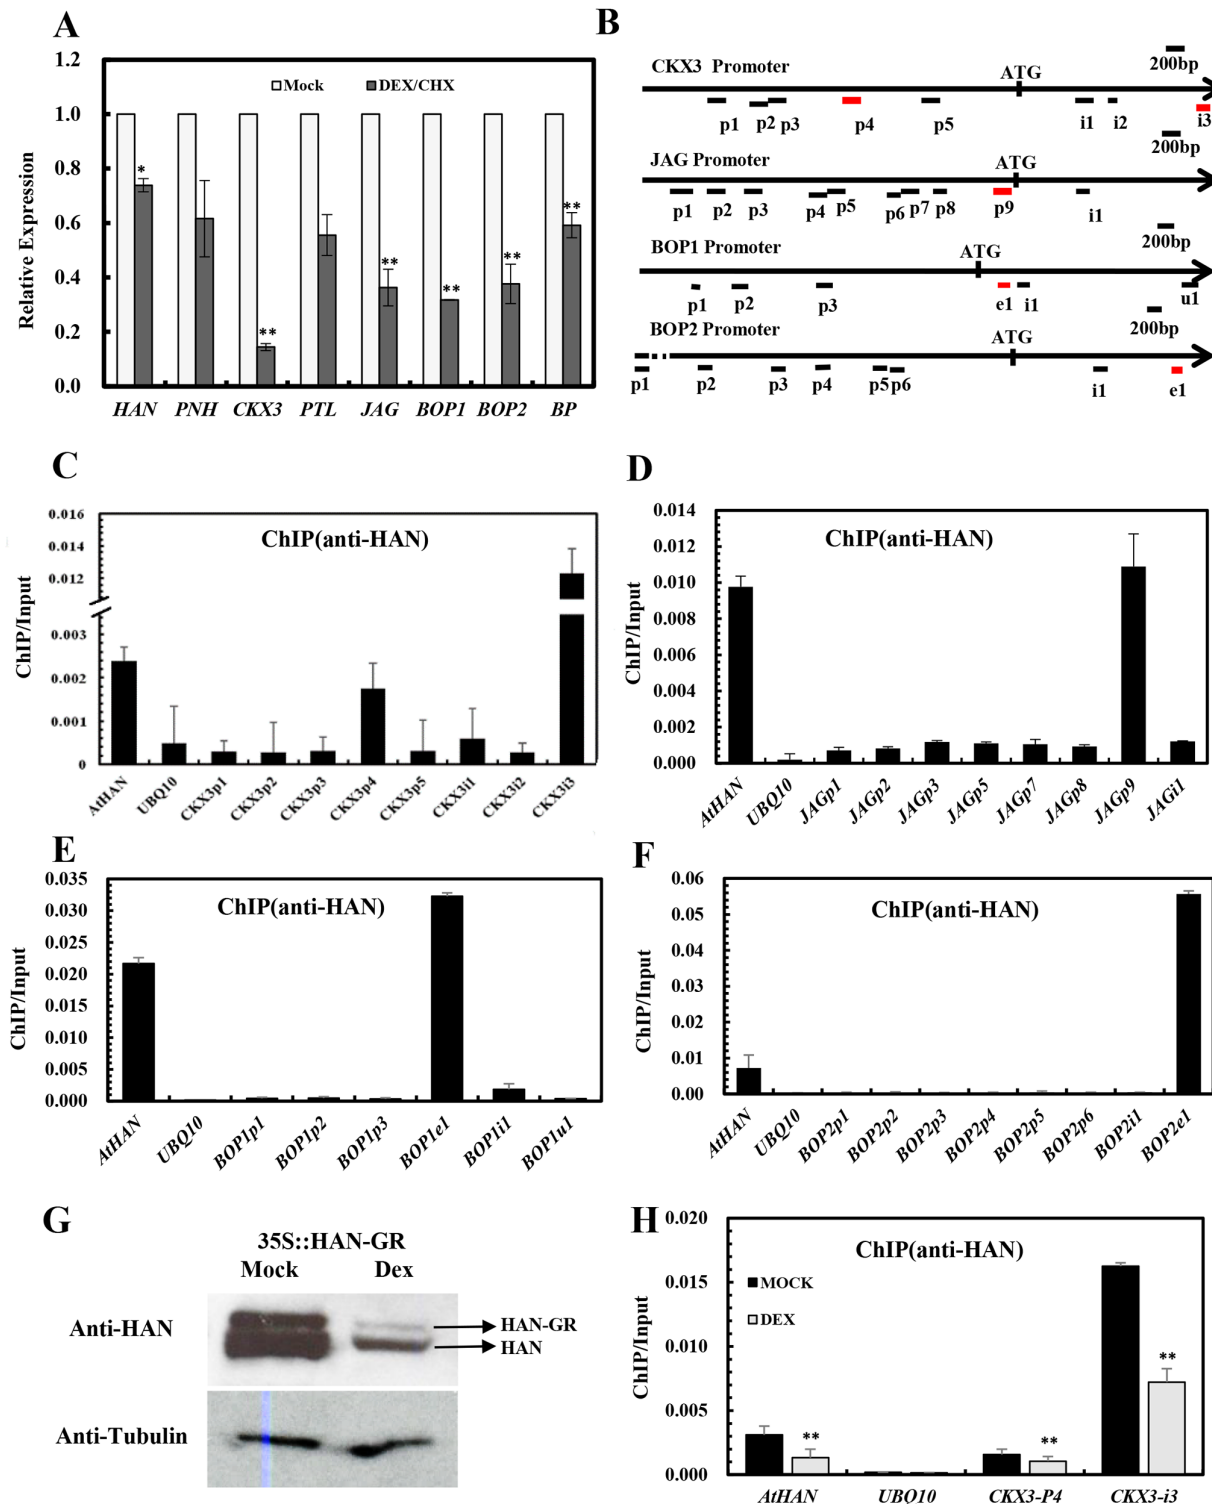 A
1.2
1.0
0.8
0.6
0.4
0.2
0.0
Relative Expression
Mock DEX/CHX
* ** ** ** ** **
HAN PNH CKX3 PTL JAG BOP1 BOP2 BP
B
CKX3 Promoter ATG 200bp
p1 p2 p3 p4 p5 i1 i2 i3
200bp
JAG Promoter ATG
p1 p2 p3 p4 p5 p6 p7 p8 p9 i1
200bp
BOP1 Promoter ATG
p1 p2 p3 e1 i1 u1
200bp
BOP2 Promoter ATG
p1 p2 p3 p4 p5 p6 i1 e1
C
ChIP(anti-HAN)
0.016
0.014
0.012
0.003
0.002
0.001
0
ChIP/Input
AtHAN UBQ10 CKX3p1 CKX3p2 CKX3p3 CKX3p4 CKX3p5 CKX3i1 CKX3i2 CKX3i3
D
ChIP(anti-HAN)
0.014
0.012
0.010
0.008
0.006
0.004
0.002
0.000
ChIP/Input
AtHAN UBQ10 JAGp1 JAGp2 JAGp3 JAGp5 JAGp7 JAGp8 JAGp9 JAGi1
E
ChIP(anti-HAN)
0.035
0.030
0.025
0.020
0.015
0.010
0.005
0.000
ChIP/Input
AtHAN UBQ10 BOP1p1 BOP1p2 BOP1p3 BOP1e1 BOP1i1 BOP1u1
F
ChIP(anti-HAN)
0.06
0.05
0.04
0.03
0.02
0.01
0.00
ChIP/Input
AtHAN UBQ10 BOP2p1 BOP2p2 BOP2p3 BOP2p4 BOP2p5 BOP2p6 BOP2i1 BOP2e1
G
35S::HAN-GR
Mock Dex
Anti-HAN
HAN-GR
HAN
Anti-Tubulin
H
ChIP(anti-HAN)
0.020
0.015
0.010
0.005
0.000
ChIP/Input
MOCK
DEX
** ** **
AtHAN UBQ10 CKX3-P4 CKX3-i3